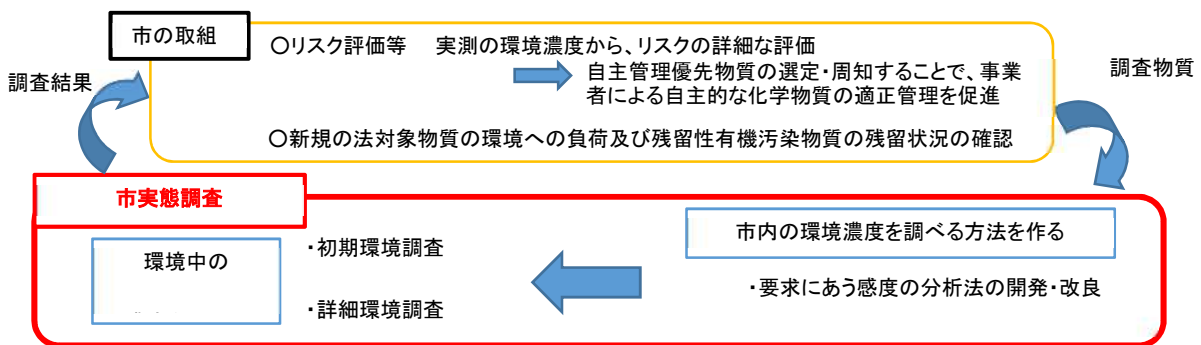 市の取組
〇リスク評価等 実測の環境濃度から、リスクの詳細な評価
自主管理優先物質の選定・周知することで、事業
者による自主的な化学物質の適正管理を促進
〇新規の法対象物質の環境への負荷及び残留性有機汚染物質の残留状況の確認
調査結果
調査物質
市実態調査
環境中の
・初期環境調査
・詳細環境調査
市内の環境濃度を調べる方法を作る
・要求にあう感度の分析法の開発・改良